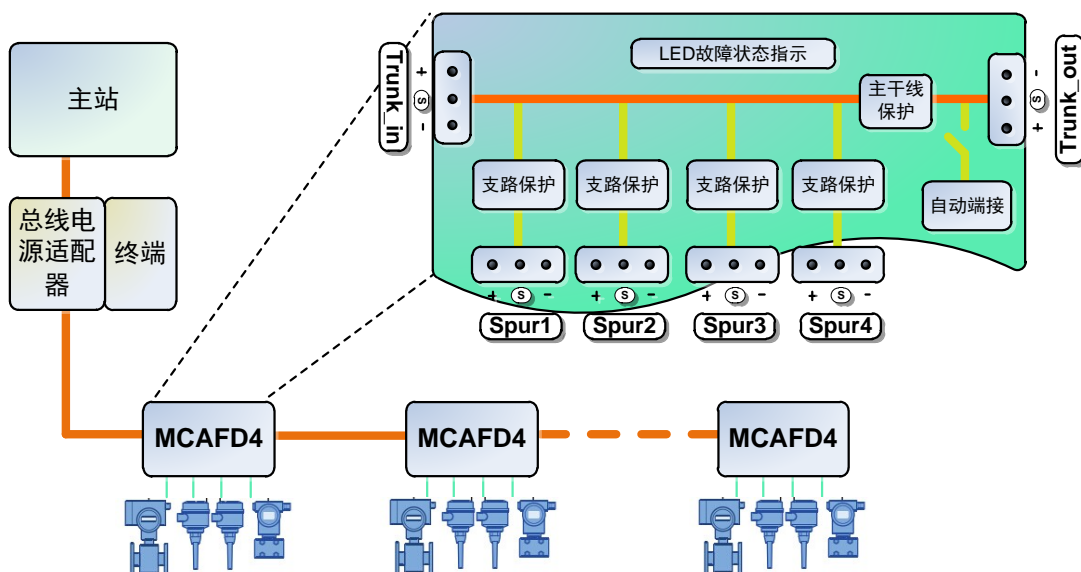 主站
总线电
源适配
器
终端
Trunk_in
+
S
-
LED故障状态指示
主干线
保护
-
S
+
Trunk_out
支路保护
支路保护
支路保护
支路保护
自动端接
+ S -
+ S -
+ S -
+ S -
Spur1
Spur2
Spur3
Spur4
MCAFD4
MCAFD4
MCAFD4